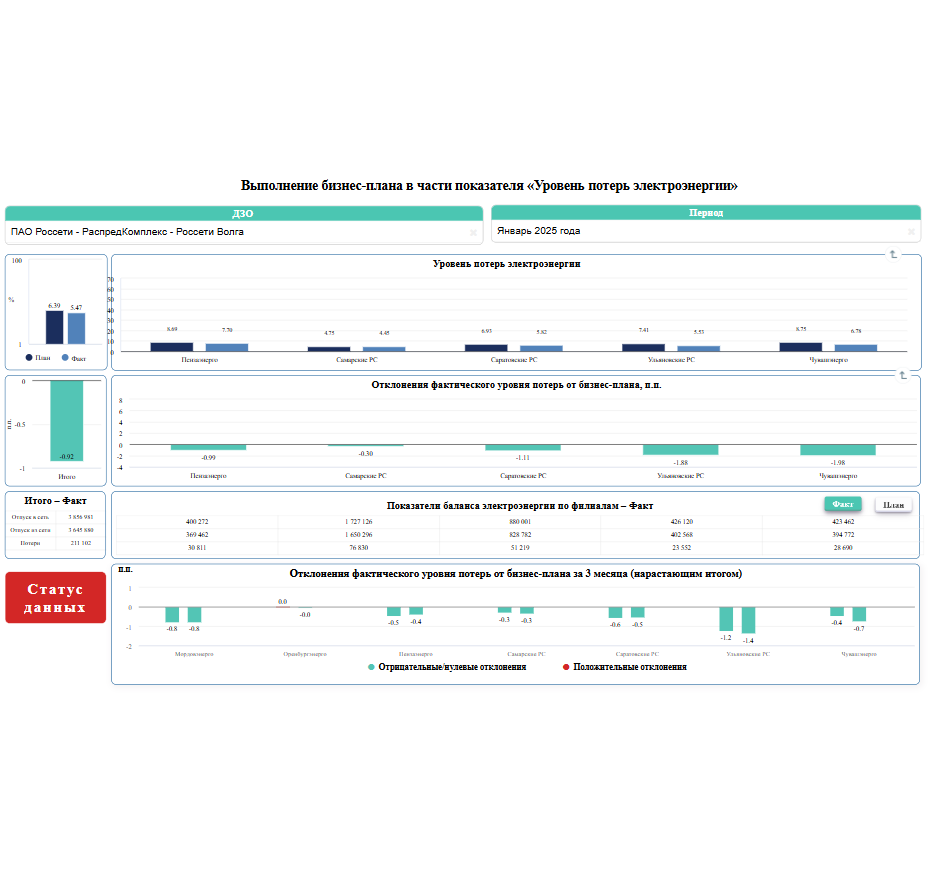 Выполнение бизнес-плана в части показателя «Уровень потерь электроэнергии»
ДЗО
Период
ПАО Россети - РаспредКомплекс - Россети Волга
Январь 2025 года
100
%
6.39 5.47
1
План Факт
Уровень потерь электроэнергии
70
60
50
40
30
20
10
0
8.69 7.70 4.75 4.45 6.93 5.82 7.41 5.53 8.75 6.78
Пензаэнерго Самарские РС Саратовские РС Ульяновские РС Чувашэнерго
0
-0.5
-1
п.п.
-0.92
Итого
Отклонения фактического уровня потерь от бизнес-плана, п.п.
8
6
4
2
0
-2
-4
-0.99 -0.30 -1.11 -1.88 -1.98
Пензаэнерго Самарские РС Саратовские РС Ульяновские РС Чувашэнерго
Итого – Факт
Отпуск в сеть 3 856 981
Отпуск из сети 3 645 880
Потери 211 102
Показатели баланса электроэнергии по филиалам – Факт
Факт
План
400 272 1 727 126 880 001 426 120 423 462
369 462 1 650 296 828 782 402 568 394 772
30 811 76 830 51 219 23 552 28 690
Статус
данных
п.п.
Отклонения фактического уровня потерь от бизнес-плана за 3 месяца (нарастающим итогом)
1
0
-1
-2
-0.8 -0.8 0.0 -0.0 -0.5 -0.4 -0.3 -0.3 -0.6 -0.5 -1.2 -1.4 -0.4 -0.7
Мордовэнерго Оренбургэнерго Пензаэнерго Самарские РС Саратовские РС Ульяновские РС Чувашэнерго
Отрицательные/нулевые отклонения Положительные отклонения